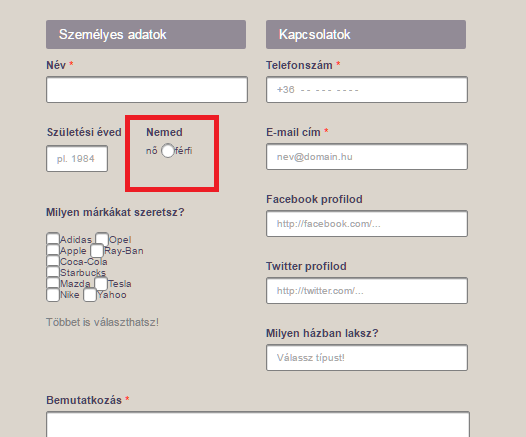 Személyes adatok
Név *
Születési éved
pl. 1984
Nemed
nő férfi
Milyen márkákat szeretsz?
Adidas Opel
Apple Ray-Ban
Coca-Cola
Starbucks
Mazda Tesla
Nike Yahoo
Többet is választhatsz!
Kapcsolatok
Telefonszám *
+36 -- --- ----
E-mail cím *
nev@domain.hu
Facebook profilod
http://facebook.com/...
Twitter profilod
http://twitter.com/...
Milyen házban laksz?
Válassz típust!
Bemutatkozás *